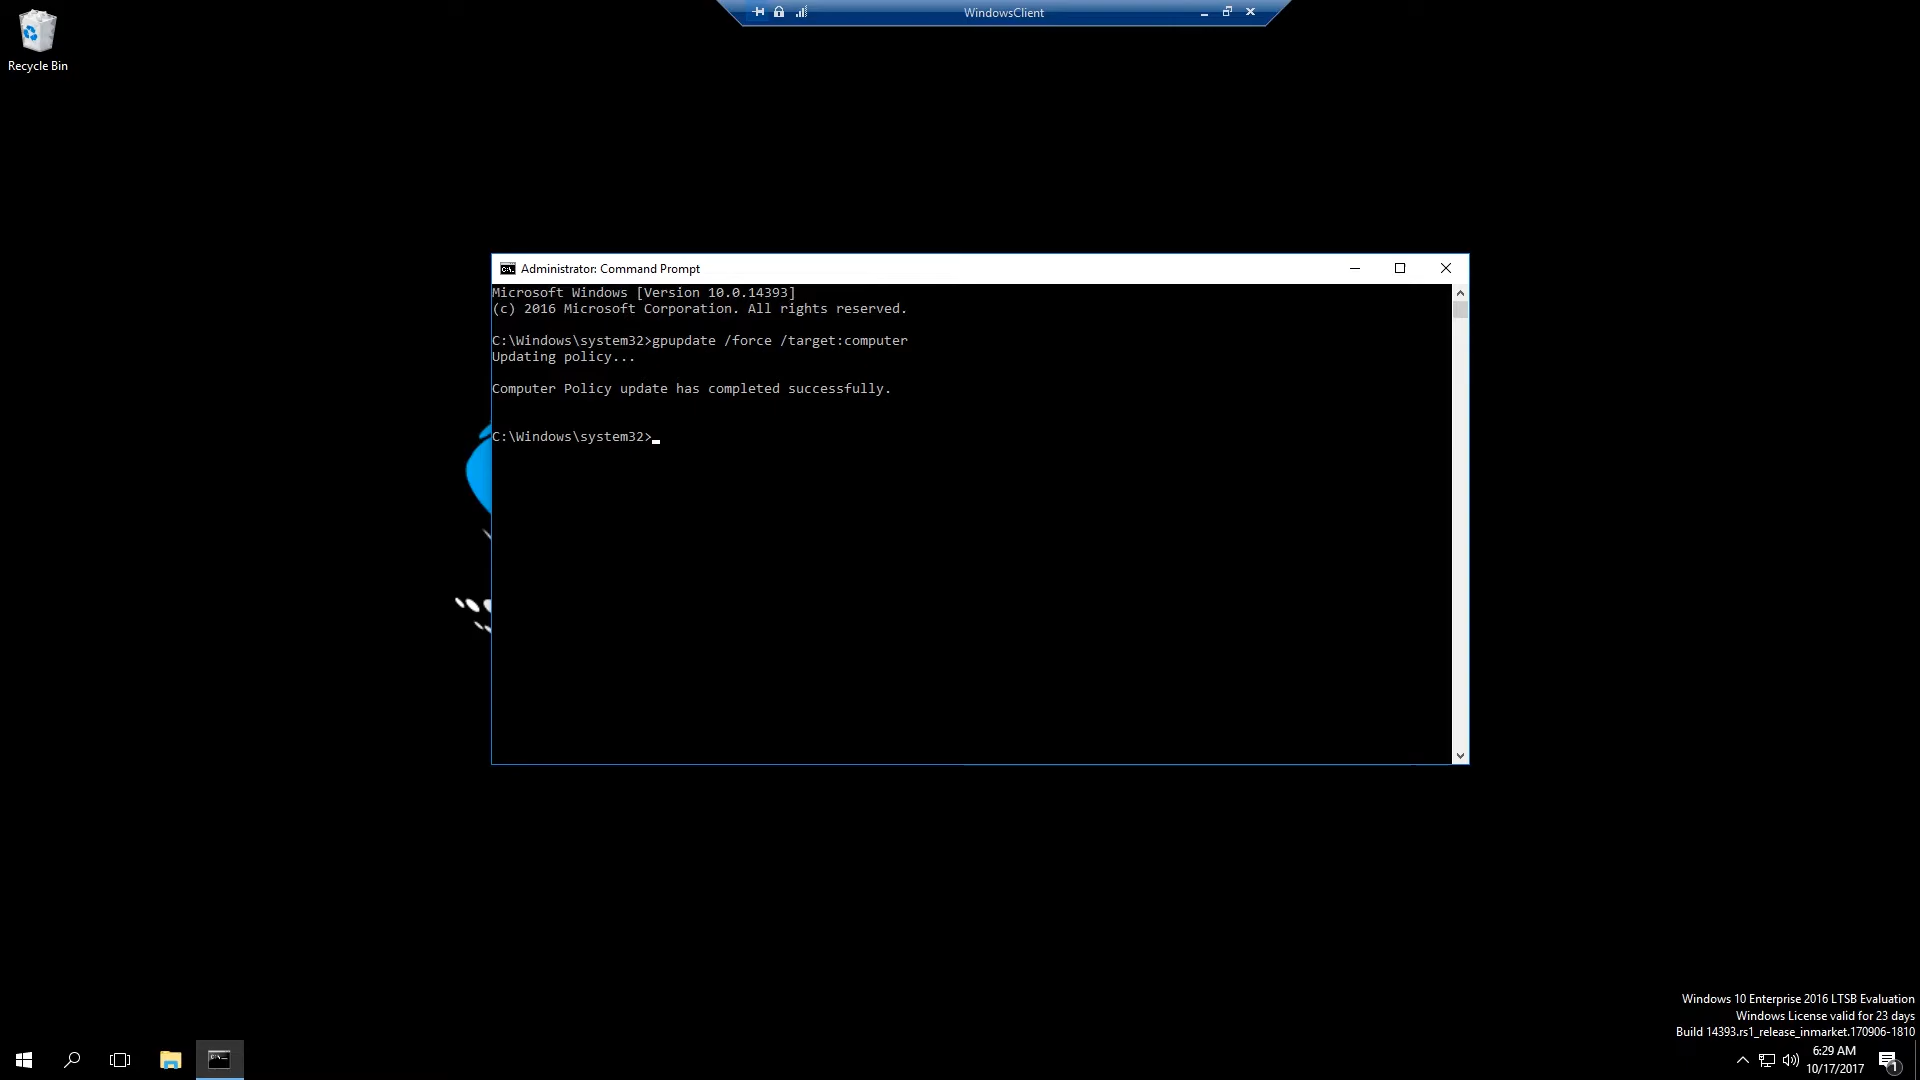 WindowsClient
Recycle Bin
Administrator: Command Prompt
Microsoft Windows [Version 10.0.14393]
(c) 2016 Microsoft Corporation. All rights reserved.
C:\Windows\system32>gpupdate /force /target:computer
Updating policy...
Computer Policy update has completed successfully.
C:\Windows\system32>
Windows 10 Enterprise 2016 LTSB Evaluation
Windows License valid for 23 days
Build 14393.rs1_release_inmarket.170906-1810
6:29 AM
10/17/2017
1